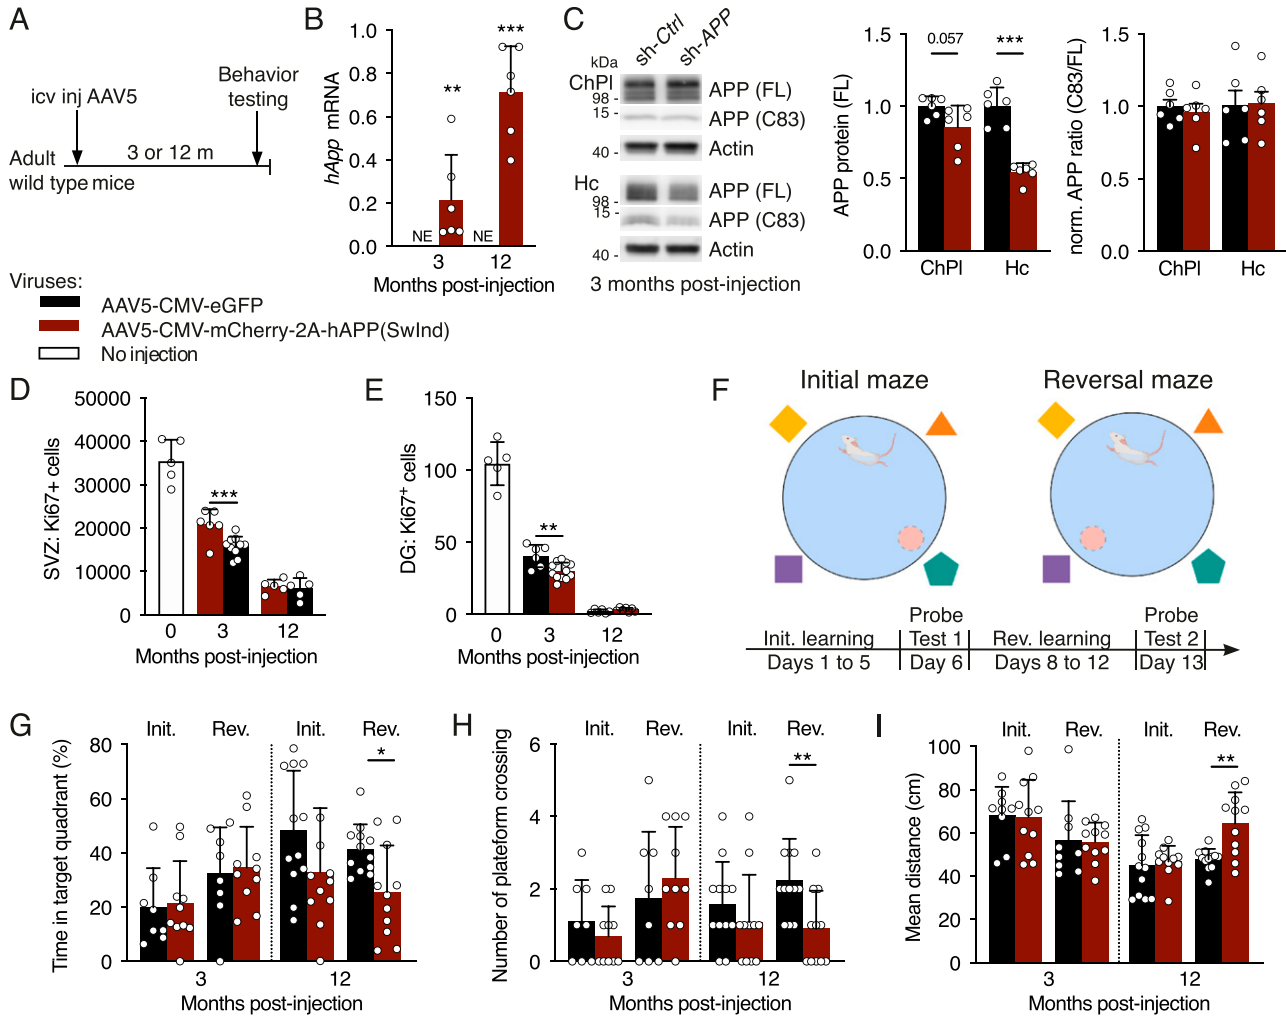 A
icv inj AAV5
Behavior
testing
Adult
wild type mice
3 or 12 m
Viruses:
AAV5-CMV-eGFP
AAV5-CMV-mCherry-2A-hAPP(SwInd)
No injection
B
hApp mRNA
1.0
0.8
0.6
0.4
0.2
0.0
**
***
NE
NE
3
12
Months post-injection
C
sh-Ctrl
sh-APP
kDa
ChPl
98 -
15 -
40 -
APP (FL)
APP (C83)
Actin
Hc
98 -
15 -
40 -
APP (FL)
APP (C83)
Actin
3 months post-injection
APP protein (FL)
1.5
1.0
0.5
0.0
0.057
***
ChPl
Hc
norm. APP ratio (C83/FL)
1.5
1.0
0.5
0.0
ChPl
Hc
D
SVZ: Ki67+ cells
50000
40000
30000
20000
10000
0
***
0
3
12
Months post-injection
E
DG: Ki67+ cells
150
100
50
0
**
0
3
12
Months post-injection
F
Initial maze
Reversal maze
Init. learning
Days 1 to 5
Probe
Test 1
Day 6
Rev. learning
Days 8 to 12
Probe
Test 2
Day 13
G
Time in target quadrant (%)
80
60
40
20
0
Init.
Rev.
Init.
Rev.
*
3
12
Months post-injection
H
Number of plateform crossing
6
4
2
0
Init.
Rev.
Init.
Rev.
**
3
12
Months post-injection
I
Mean distance (cm)
100
80
60
40
20
0
Init.
Rev.
Init.
Rev.
**
3
12
Months post-injection